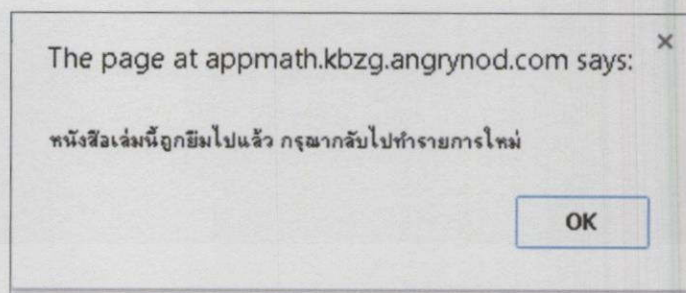 The page at appmath.kbzg.angrynod.com says:
หนังสือเล่มนี้ถูกยืมไปแล้ว กรุณากลับไปทำรายการใหม่
OK